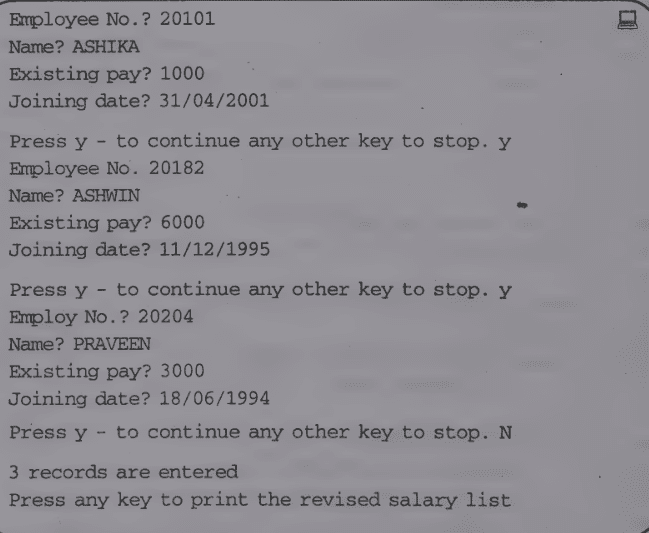 Employee No.? 20101
Name? ASHIKA
Existing pay? 1000
Joining date? 31/04/2001
Press y - to continue any other key to stop. y
Employee No. 20182
Name? ASHWIN
Existing pay? 6000
Joining date? 11/12/1995
Press y - to continue any other key to stop. y
Employ No.? 20204
Name? PRAVEEN
Existing pay? 3000
Joining date? 18/06/1994
Press y - to continue any other key to stop. N
3 records are entered
Press any key to print the revised salary list